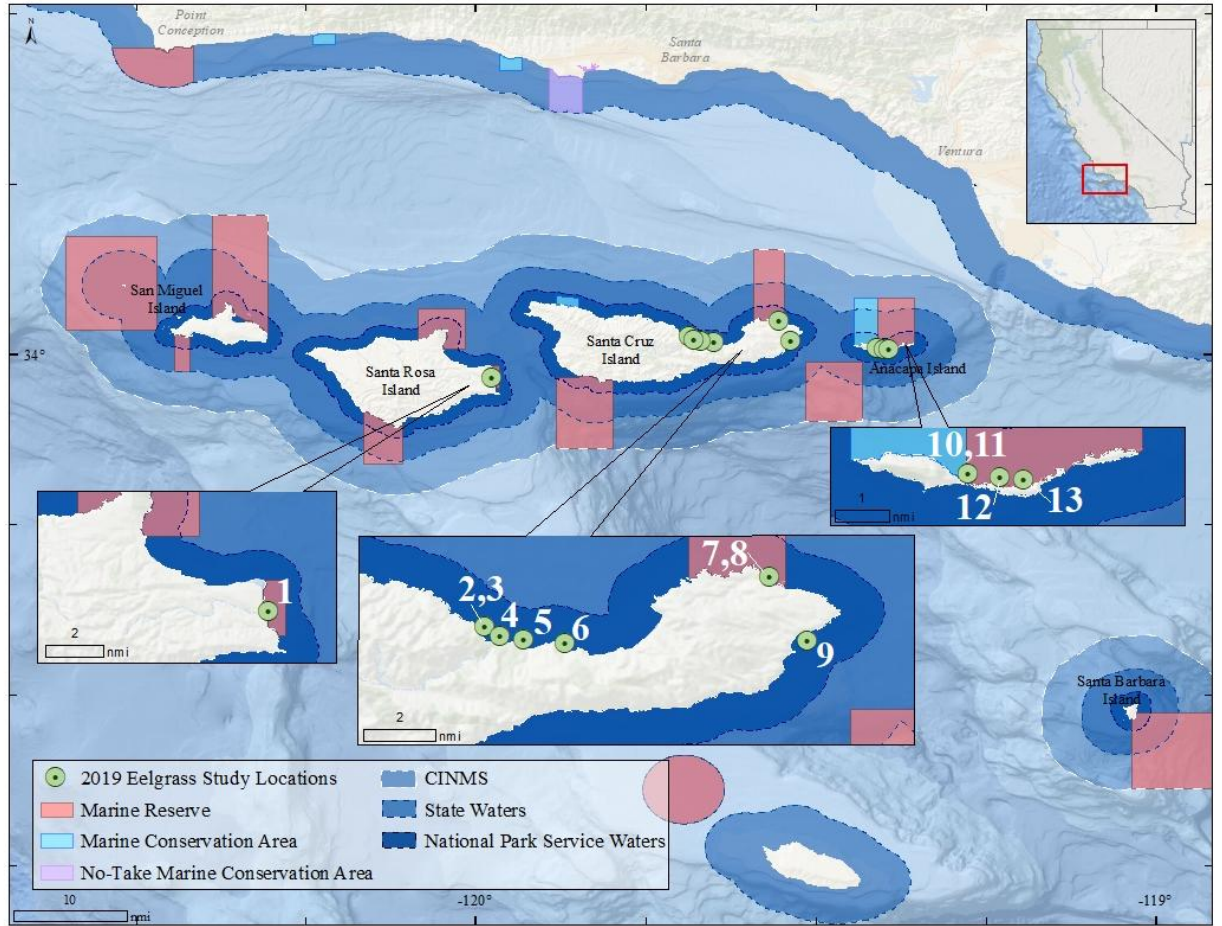 Point
Conception
N
Santa
Barbara
Ventura
San Miguel
Island
34°
Santa Cruz
Island
Santa Rosa
Island
Anacapa Island
10,11
12
13
1
nmi
1
2
nmi
7,8
2,3
4
5
6
9
2
nmi
Santa Barbara
Island
2019 Eelgrass Study Locations
CINMS
Marine Reserve
State Waters
Marine Conservation Area
National Park Service Waters
No-Take Marine Conservation Area
10
nmi
-120°
-119°